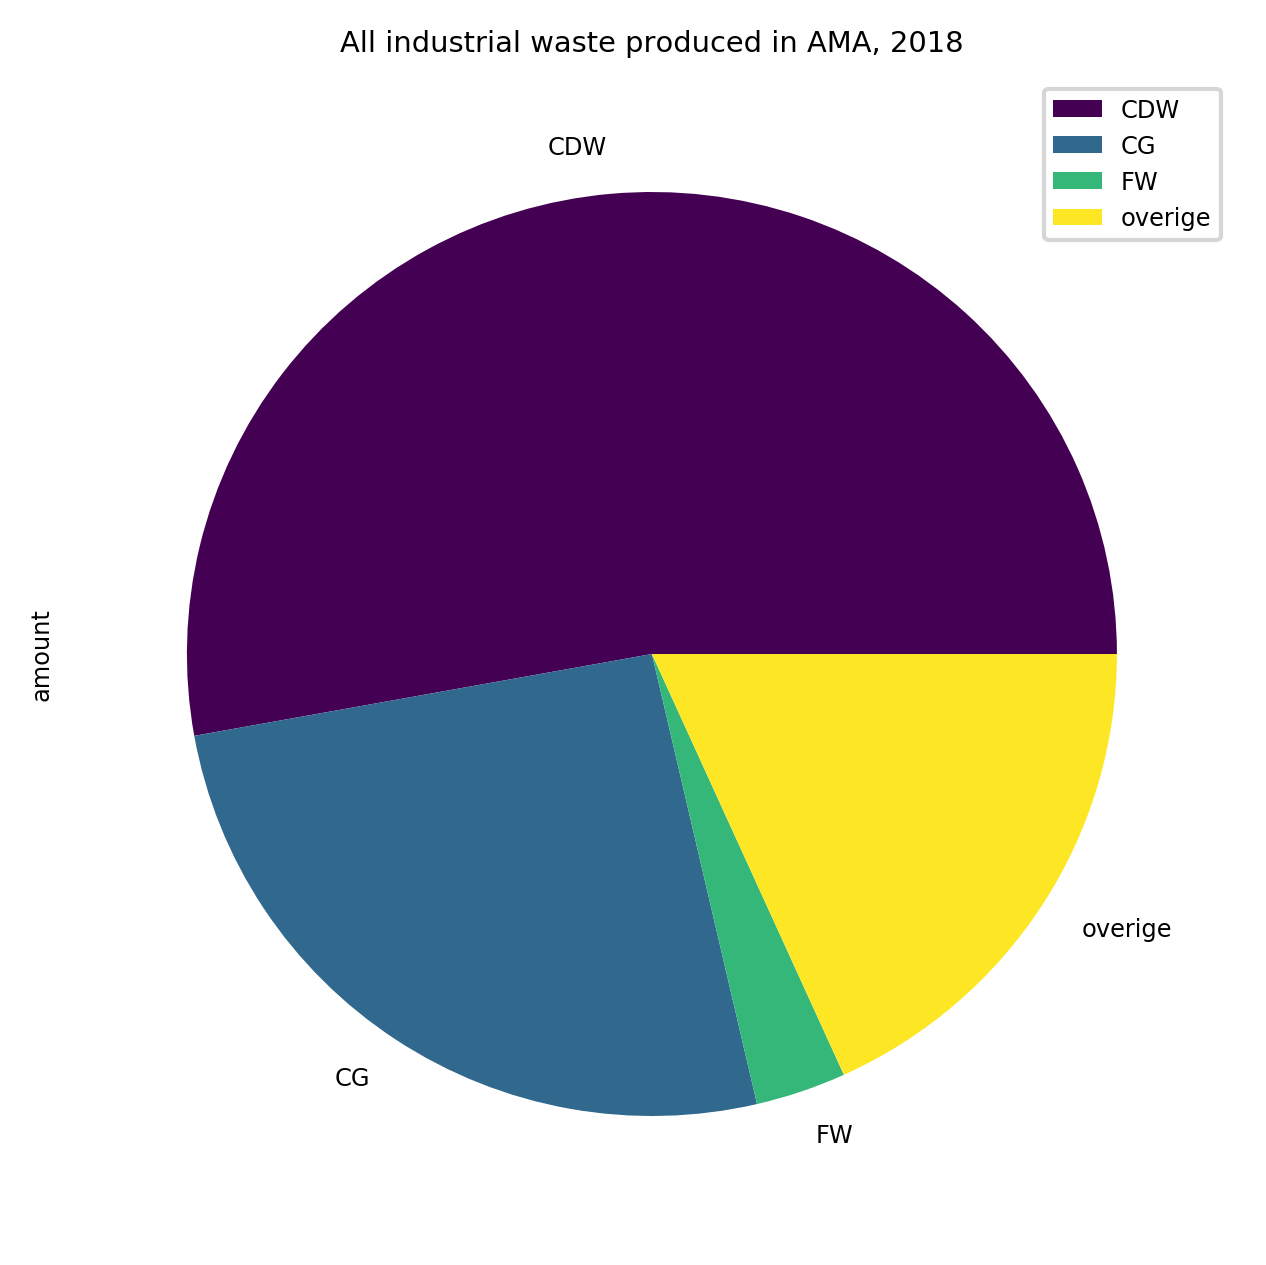 All industrial waste produced in AMA, 2018
CDW
CG
FW
overige
CDW
amount
overige
CG
FW